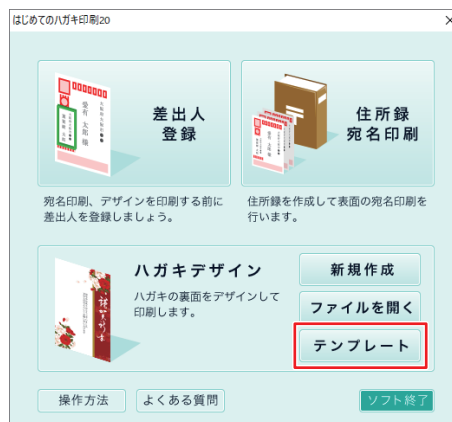 はじめてのハガキ印刷20
差出人
登録
住所録
宛名印刷
宛名印刷、デザインを印刷する前に
差出人を登録しましょう。
住所録を作成して表面の宛名印刷を
行います。
ハガキデザイン
ハガキの裏面をデザインして
印刷します。
新規作成
ファイルを開く
テンプレート
操作方法
よくある質問
ソフト終了